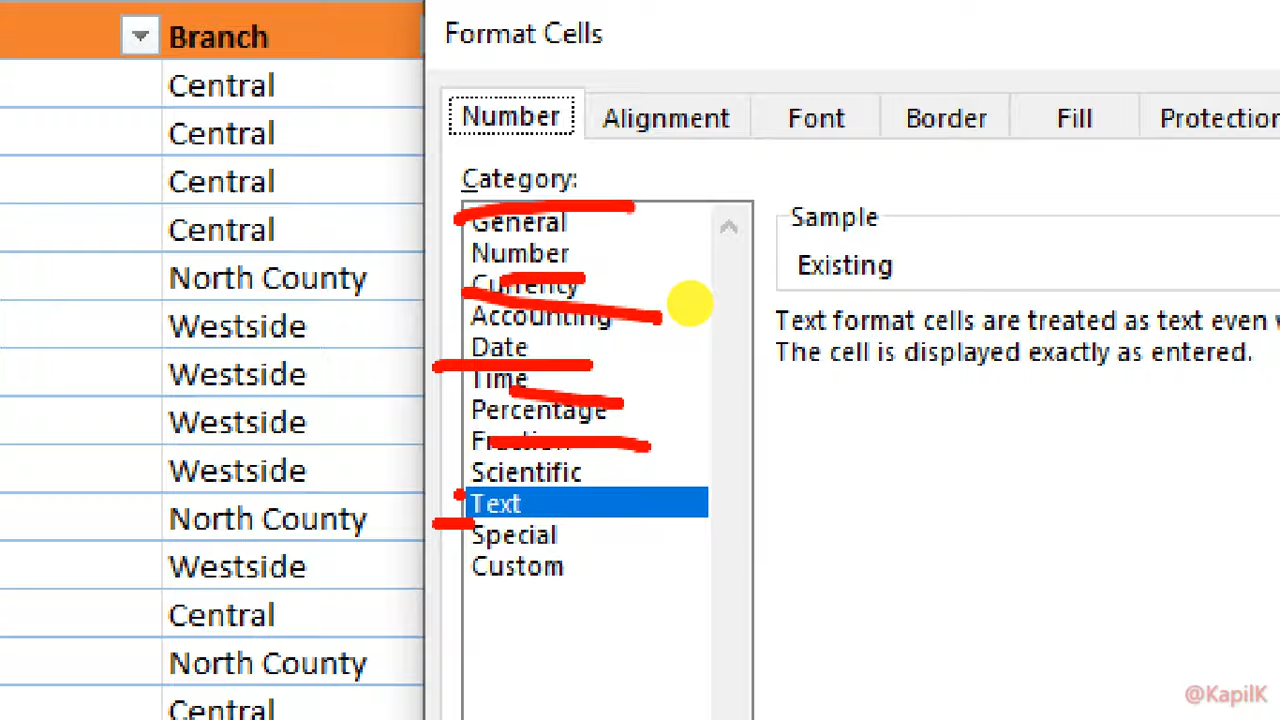 Branch
Central
Central
Central
Central
North County
Westside
Westside
Westside
Westside
North County
Westside
Central
North County
Central
Format Cells
Number Alignment Font Border Fill Protection
Category:
General
Number
Currency
Accounting
Date
Time
Percentage
Fraction
Scientific
Text
Special
Custom
Sample
Existing
Text format cells are treated as text even
The cell is displayed exactly as entered.
@KapilK